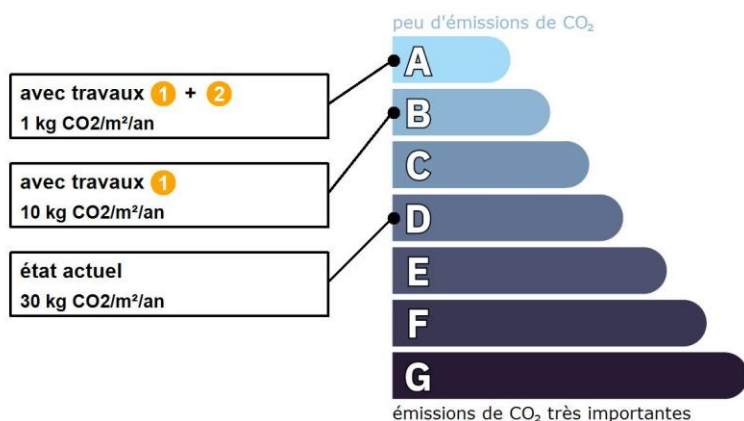 peu d'émissions de CO₂
A
avec travaux 1 + 2
1 kg CO2/m²/an
B
C
avec travaux 1
10 kg CO2/m²/an
D
état actuel
30 kg CO2/m²/an
E
F
G
émissions de CO₂ très importantes